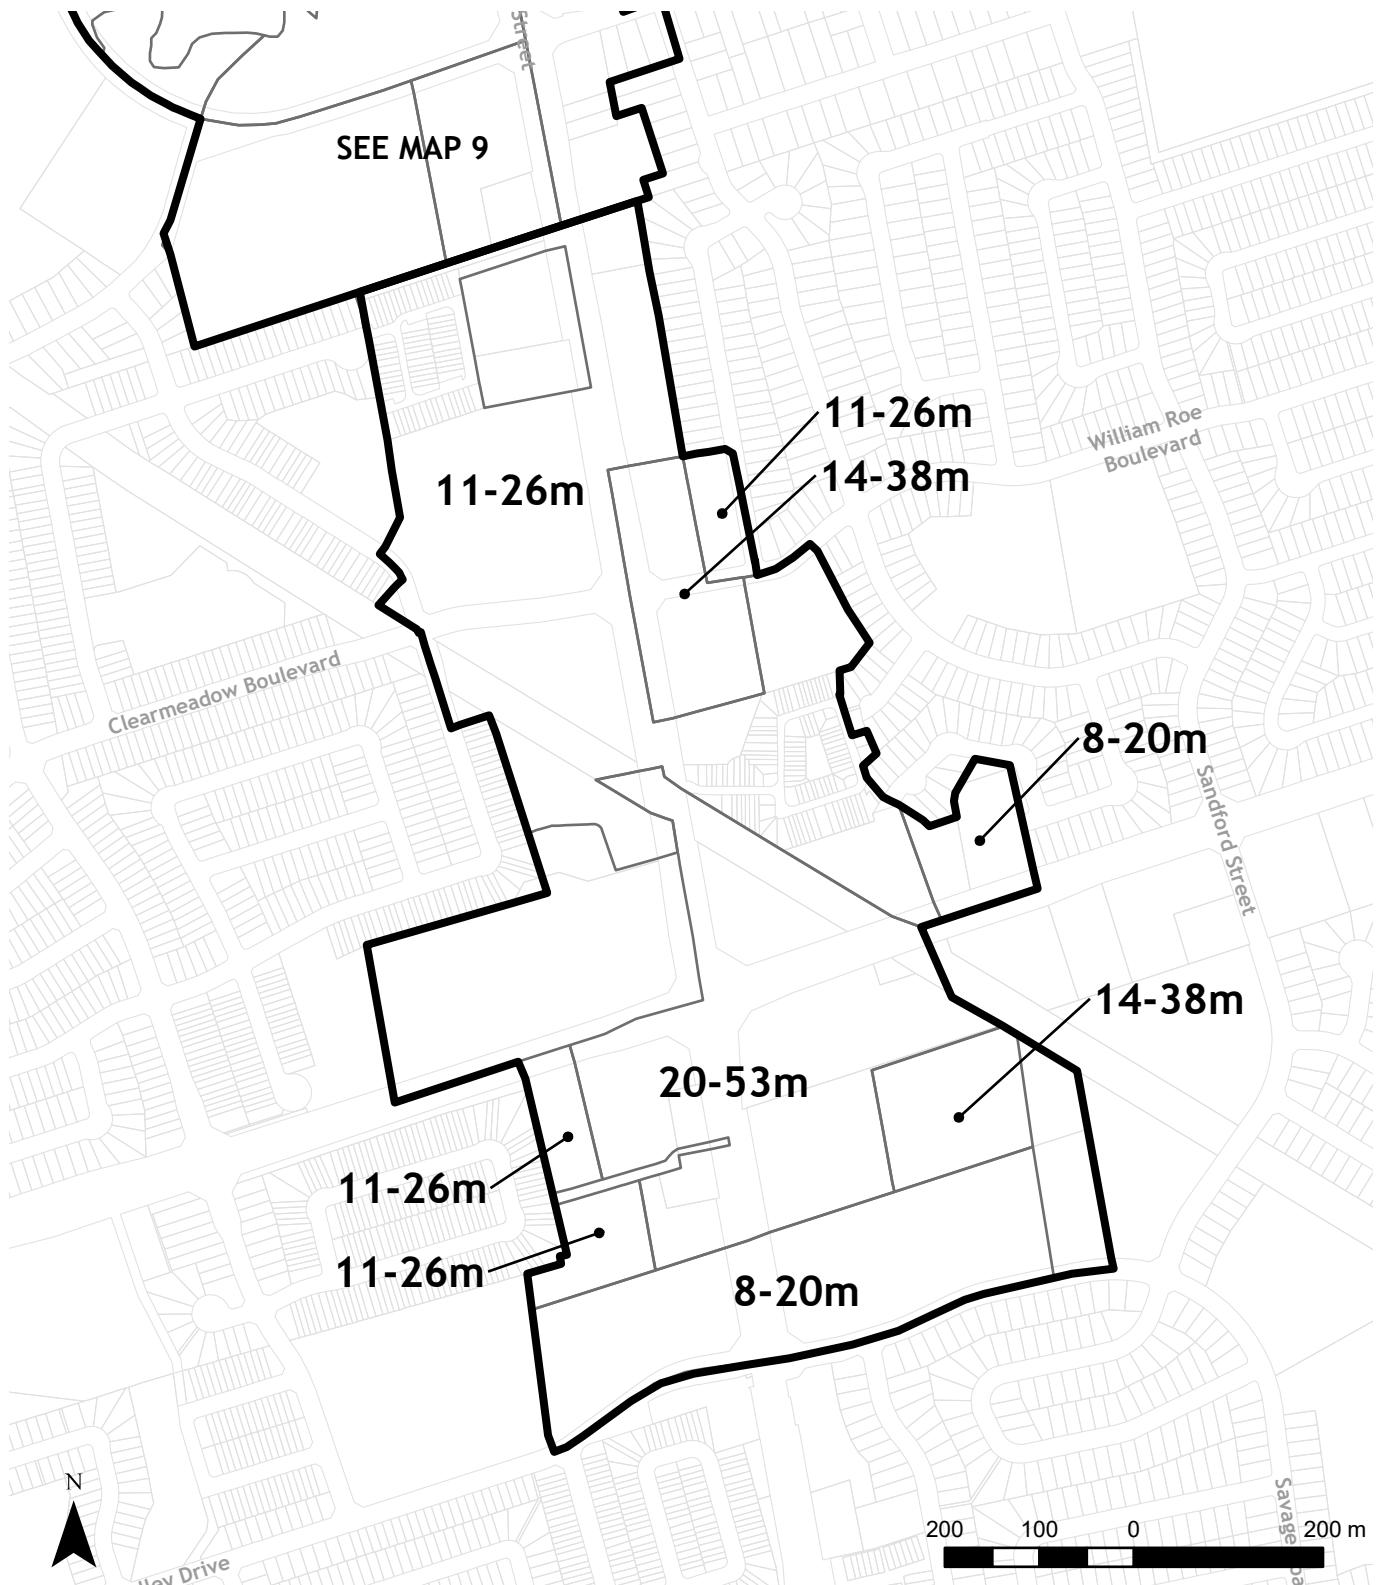 Street
SEE MAP 9
11-26m
William Roe
Boulevard
14-38m
11-26m
Clearmeadow Boulevard
8-20m
Sandford Street
14-38m
20-53m
11-26m
11-26m
8-20m
N
Savage
200 100 0 200 m
Drive